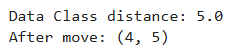 Data Class distance: 5.0
After move: (4, 5)